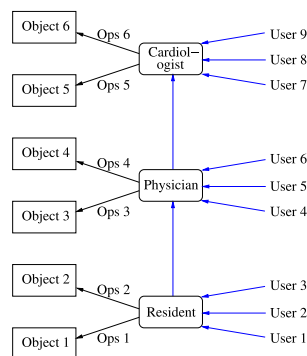 Object 6
Ops 6
User 9
Cardiol–
ogist
User 8
Object 5
Ops 5
User 7
Object 4
Ops 4
User 6
Physician
User 5
Object 3
Ops 3
User 4
Object 2
Ops 2
User 3
Resident
User 2
Object 1
Ops 1
User 1